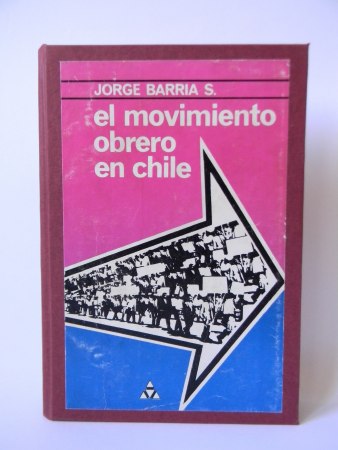 JORGE BARRIA S.
el movimiento
obrero
en chile